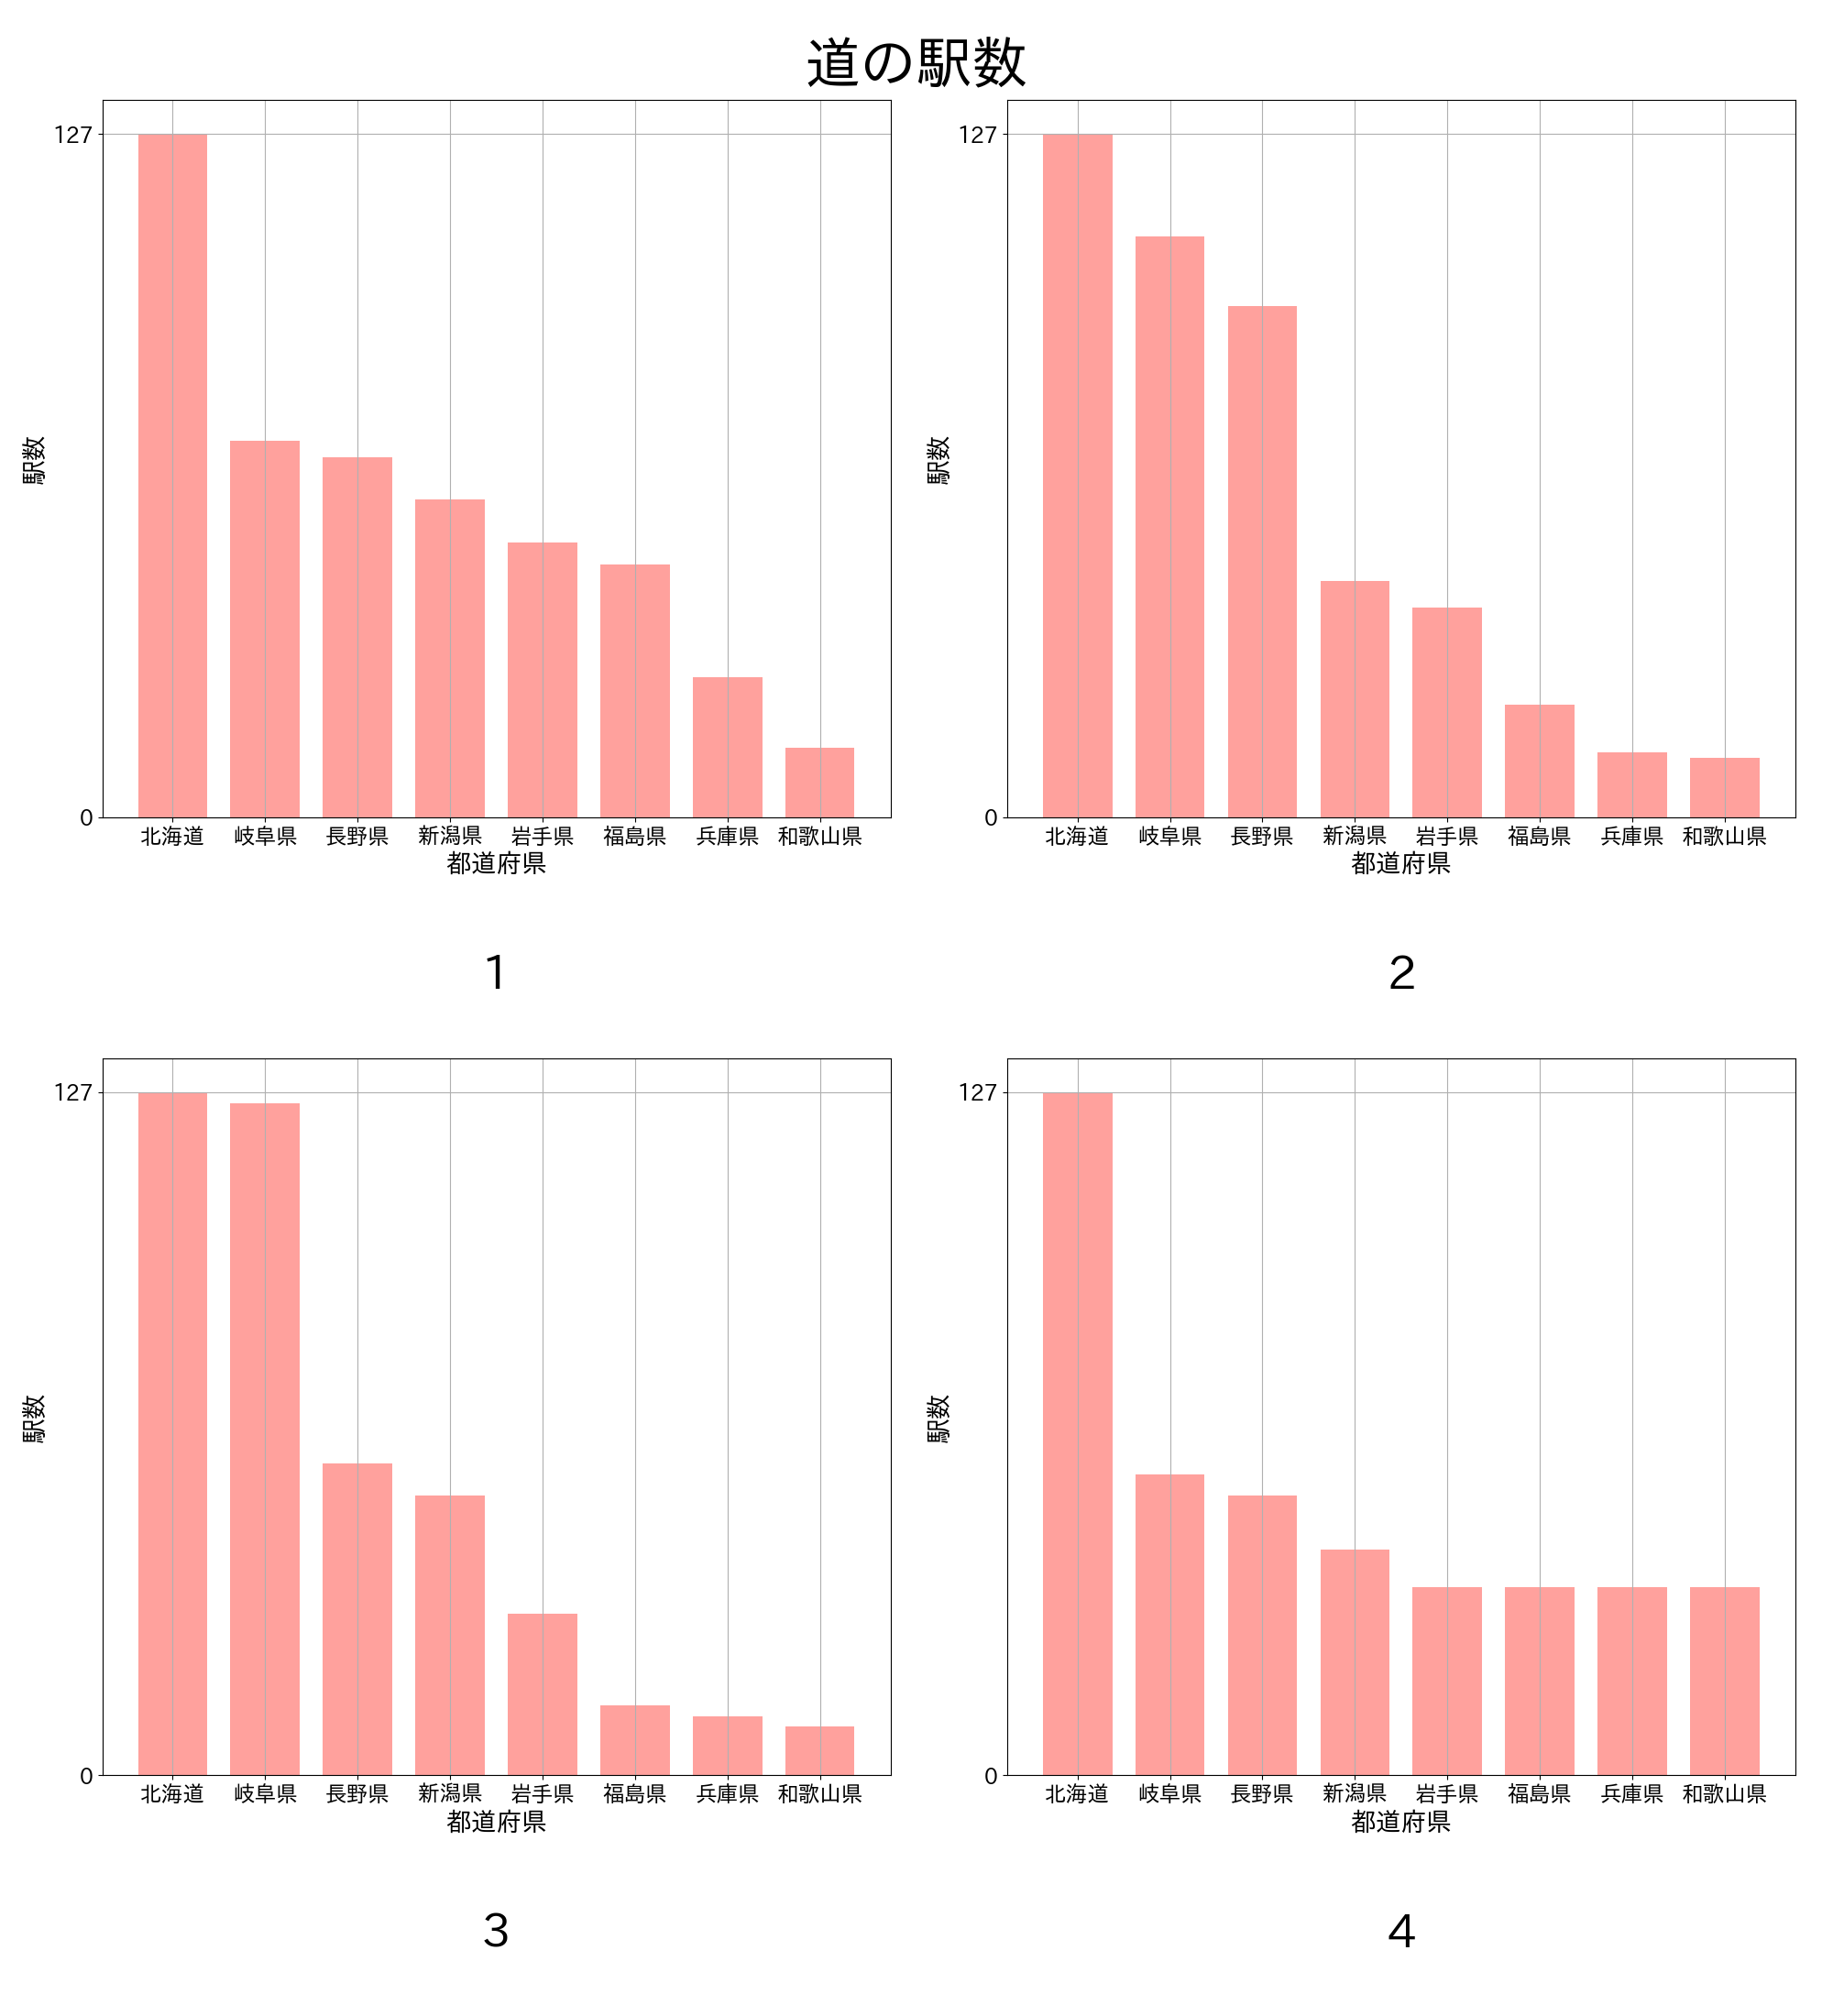 道の駅数
127
0
駅数
北海道 岐阜県 長野県 新潟県 岩手県 福島県 兵庫県 和歌山県
都道府県
1
127
0
駅数
北海道 岐阜県 長野県 新潟県 岩手県 福島県 兵庫県 和歌山県
都道府県
2
127
0
駅数
北海道 岐阜県 長野県 新潟県 岩手県 福島県 兵庫県 和歌山県
都道府県
3
127
0
駅数
北海道 岐阜県 長野県 新潟県 岩手県 福島県 兵庫県 和歌山県
都道府県
4